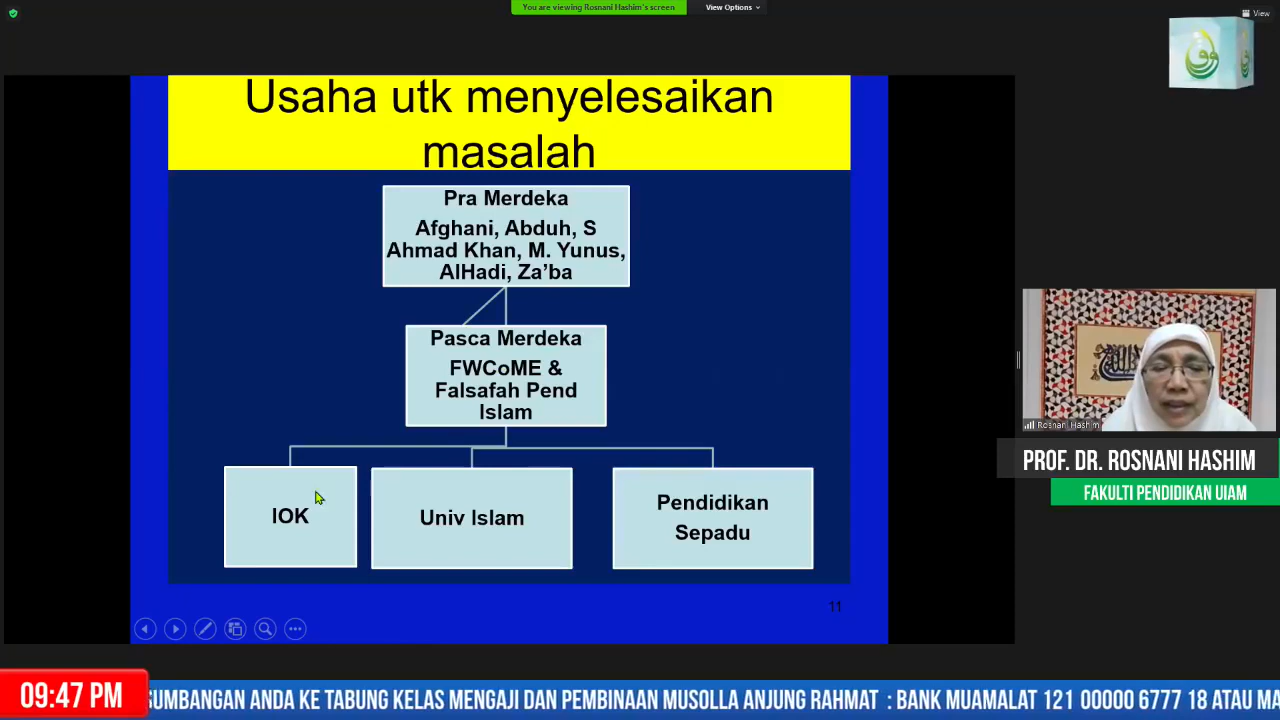 You are viewing Rosnani Hashim's screen
View Options
View
Usaha utk menyelesaikan
masalah
Pra Merdeka
Afghani, Abduh, S
Ahmad Khan, M. Yunus,
AlHadi, Za’ba
Pasca Merdeka
FWCoME &
Falsafah Pend
Islam
IOK
Univ Islam
Pendidikan
Sepadu
11
Rosnani Hashim
PROF. DR. ROSNANI HASHIM
FAKULTI PENDIDIKAN UIAM
09:47 PM
SUMBANGAN ANDA KE TABUNG KELAS MENGAJI DAN PEMBINAAN MUSOLLA ANJUNG RAHMAT : BANK MUAMALAT 121 00000 6777 18 ATAU MA